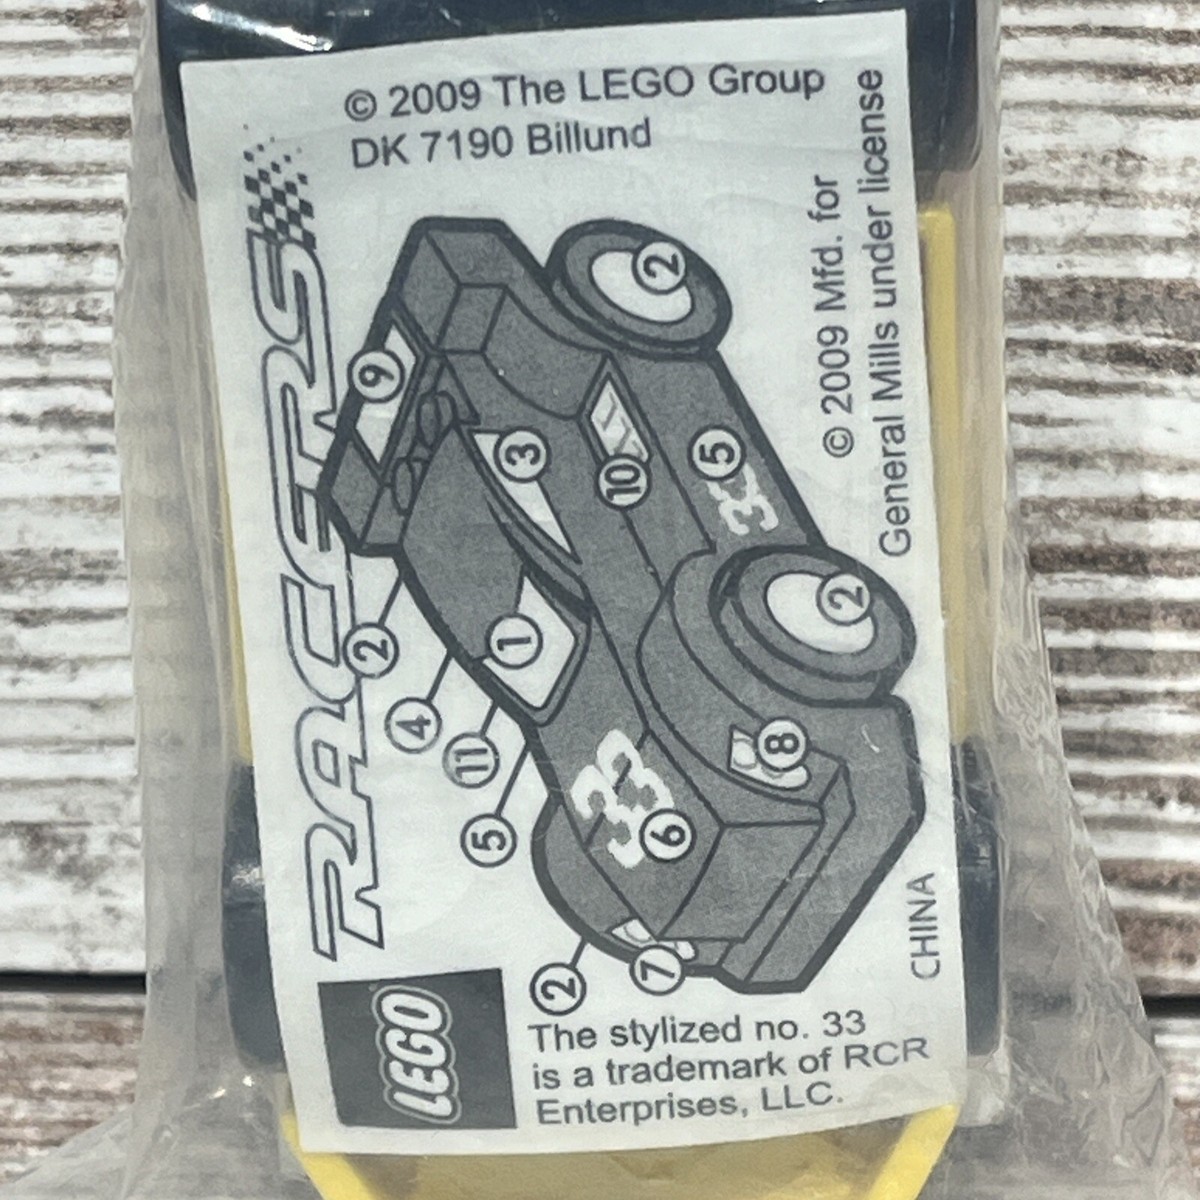 © 2009 The LEGO Group
DK 7190 Billund
© 2009 Mfd. for
General Mills under license
RACERS
9
2
3
10
5
33
2
2
1
4
11
5
8
33
6
2
7
CHINA
LEGO
The stylized no. 33
is a trademark of RCR
Enterprises, LLC.